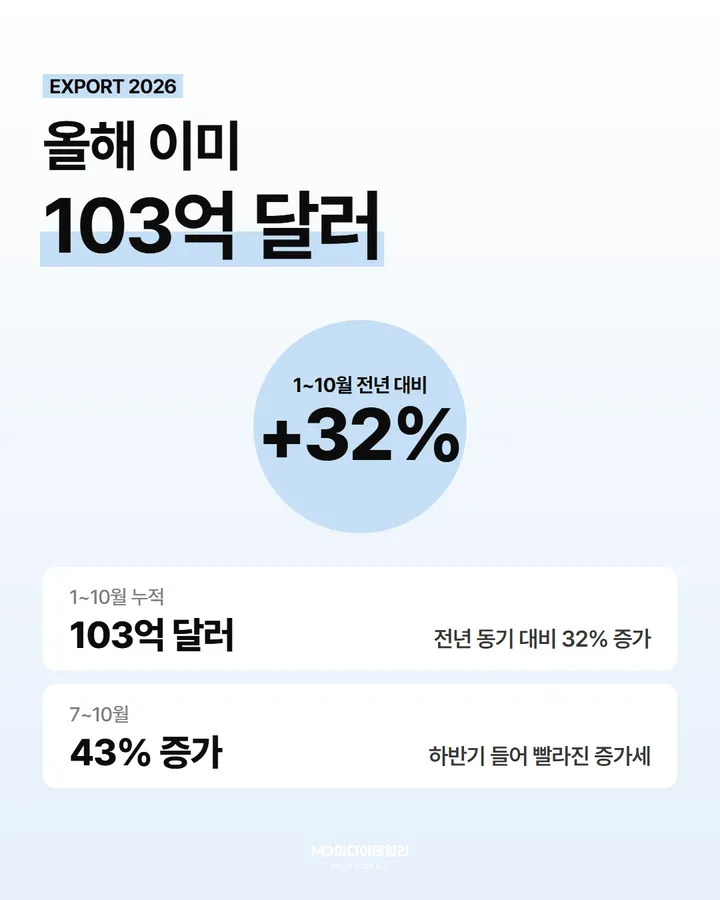 EXPORT 2026
올해 이미
103억 달러
1~10월 전년 대비
+32%
1~10월 누적
103억 달러
전년 동기 대비 32% 증가
7~10월
43% 증가
하반기 들어 빨라진 증가세
미디어데일리